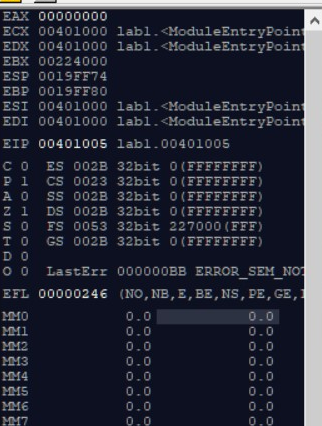 EAX 00000000
ECX 00401000 lab1.<ModuleEntryPoint
EDX 00401000 lab1.<ModuleEntryPoint
EBX 00224000
ESP 0019FF74
EBP 0019FF80
ESI 00401000 lab1.<ModuleEntryPoint
EDI 00401000 lab1.<ModuleEntryPoint
EIP 00401005 lab1.00401005
C 0 ES 002B 32bit 0(FFFFFFFF)
P 1 CS 0023 32bit 0(FFFFFFFF)
A 0 SS 002B 32bit 0(FFFFFFFF)
Z 1 DS 002B 32bit 0(FFFFFFFF)
S 0 FS 0053 32bit 227000(FFF)
T 0 GS 002B 32bit 0(FFFFFFFF)
D 0
O 0 LastErr 000000BB ERROR_SEM_NOT
EFL 00000246 (NO,NB,E,BE,NS,PE,GE,
MM0 0.0 0.0
MM1 0.0 0.0
MM2 0.0 0.0
MM3 0.0 0.0
MM4 0.0 0.0
MM5 0.0 0.0
MM6 0.0 0.0
MM7 0.0 0.0